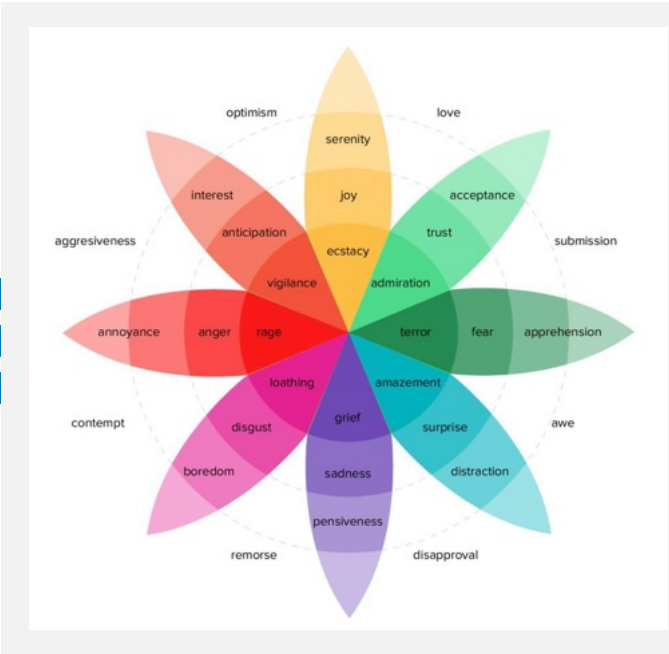 optimism love
serenity
interest joy acceptance
anticipation trust
aggresiveness submission
ecstacy
vigilance admiration
annoyance anger rage terror fear apprehension
loathing amazement
grief
contempt disgust surprise awe
boredom sadness distraction
pensiveness
remorse disapproval